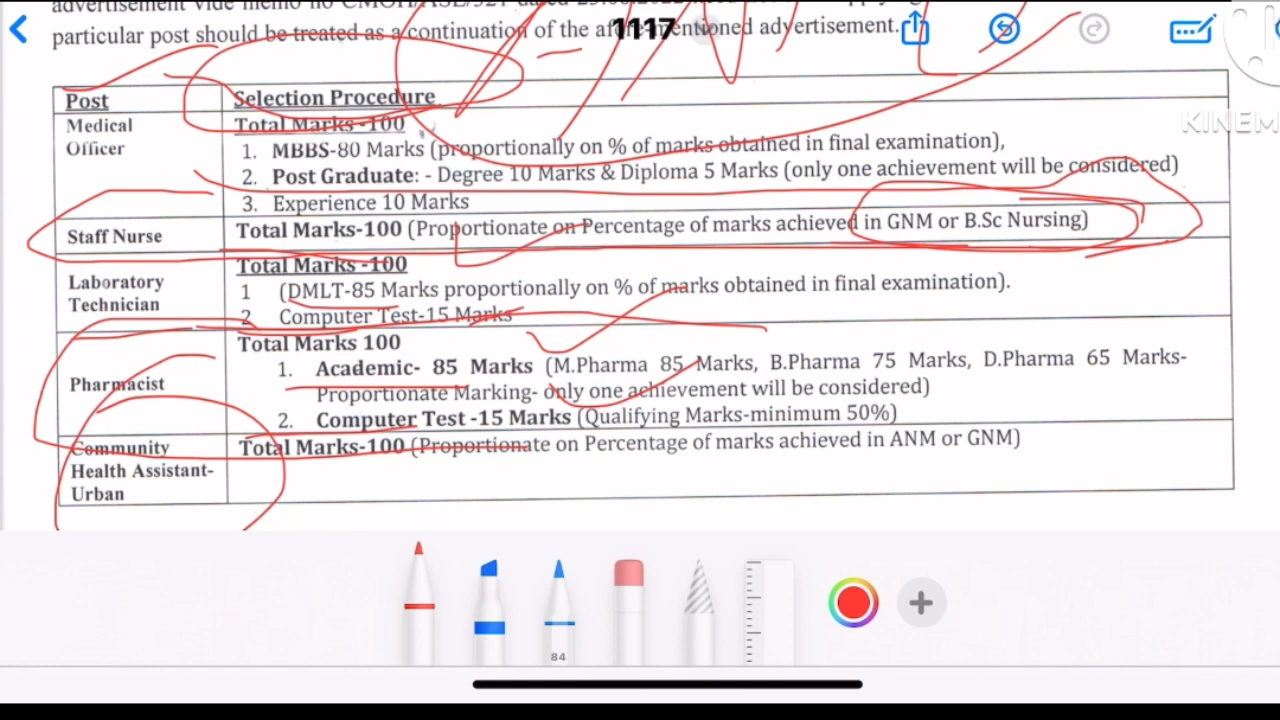 particular post should be treated as a continuation of the aforementioned advertisement.
1117
KINEM
Post
Selection Procedure
Medical
Officer
Total Marks -100
1. MBBS-80 Marks (proportionally on % of marks obtained in final examination),
2. Post Graduate: - Degree 10 Marks & Diploma 5 Marks (only one achievement will be considered)
3. Experience 10 Marks
Staff Nurse
Total Marks-100 (Proportionate on Percentage of marks achieved in GNM or B.Sc Nursing)
Laboratory
Technician
Total Marks -100
1 (DMLT-85 Marks proportionally on % of marks obtained in final examination).
2 Computer Test-15 Marks
Pharmacist
Total Marks 100
1. Academic- 85 Marks (M.Pharma 85 Marks, B.Pharma 75 Marks, D.Pharma 65 Marks-
Proportionate Marking- only one achievement will be considered)
2. Computer Test -15 Marks (Qualifying Marks-minimum 50%)
Community
Health Assistant-
Urban
Total Marks-100 (Proportionate on Percentage of marks achieved in ANM or GNM)
84